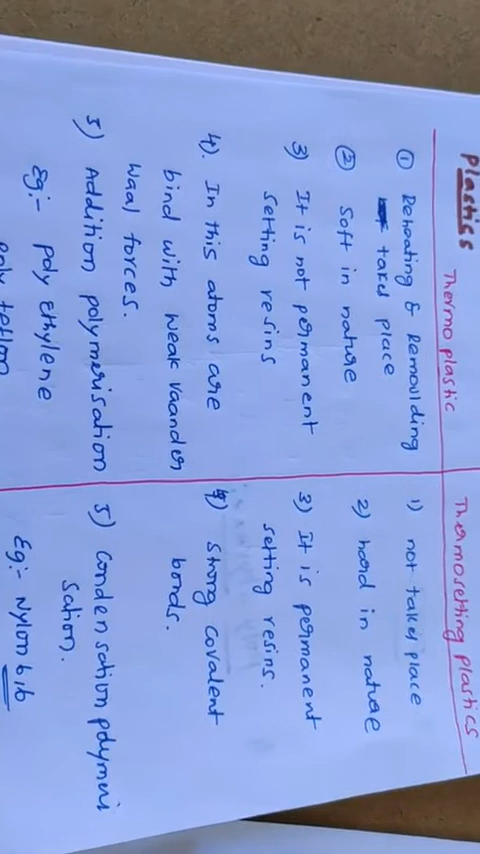 Plastics
Thermoplastic
① Reheating & Remoulding
takes place
② Soft in nature
3) It is not permanent
setting resins
4). In this atoms are
bind with weak vaander
waal forces.
5) Addition polymerisation
Eg:- poly ethylene
poly teflon
Thermosetting plastics
1) not takes place
2) hard in nature
3) It is permanent
setting resins.
4) Strong covalent
bonds.
5) Condensation polymeri
sation.
Eg:- Nylon 6,6